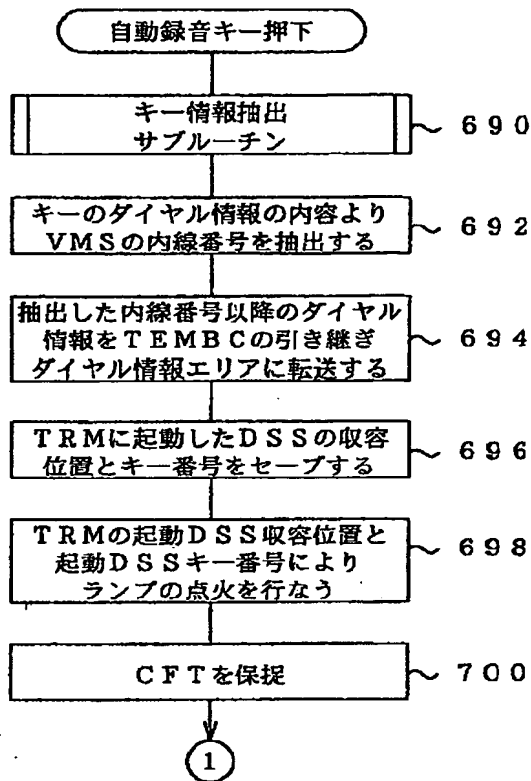 自動録音キー押下
キー情報抽出
サブルーチン
690
キーのダイヤル情報の内容より
VMSの内線番号を抽出する
692
抽出した内線番号以降のダイヤル
情報をTEMBCの引き継ぎ
ダイヤル情報エリアに転送する
694
TRMに起動したDSSの収容
位置とキー番号をセーブする
696
TRMの起動DSS収容位置と
起動DSSキー番号により
ランプの点火を行なう
698
CFTを保捉
700
1